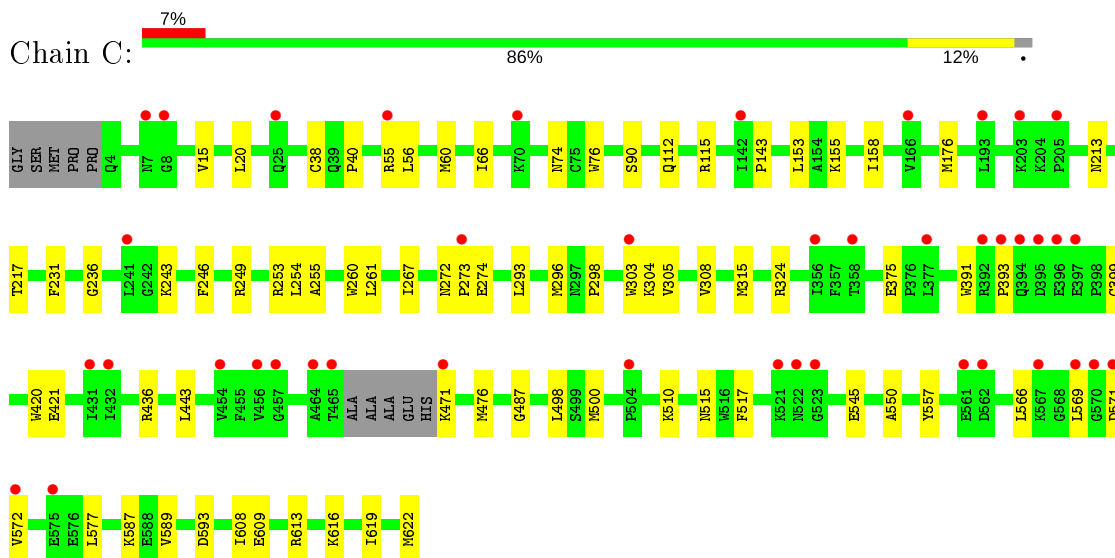 7%
Chain C:
86% 12% •
GLY SER MET PRO PRO Q4 N7 G8 V15 L20 Q25 C38 Q39 P40 R55 L56 M60 I66 K70 N74 C75 W76 S90 Q112 R115 I142 P143 L153 A154 K155 I158 V166 M176 L193 K203 K204 P205 N213
T217 F231 G236 L241 G242 K243 F246 R249 R253 L254 A255 W260 L261 I267 N272 P273 E274 L293 M296 N297 P298 W303 K304 V305 V308 M315 R324 I356 F357 T358 E375 P376 L377 W391 R392 P393 Q394 D395 E396 E397 P398 C399
W420 E421 I431 I432 R436 L443 V454 F455 V456 G457 A464 T465 ALA ALA ALA GLU HIS K471 M476 G487 L498 S499 M500 P504 K510 N515 W516 F517 K521 N522 G523 E545 A550 Y557 E561 D562 L566 K567 G568 L569 G570 D571
V572 E575 E576 L577 K587 E588 V589 D593 I608 E609 R613 K616 I619 M622